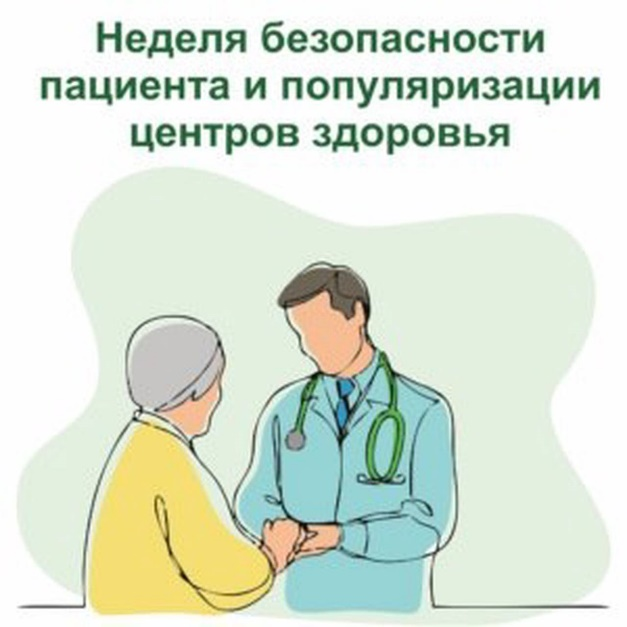 Неделя безопасности
пациента и популяризации
центров здоровья